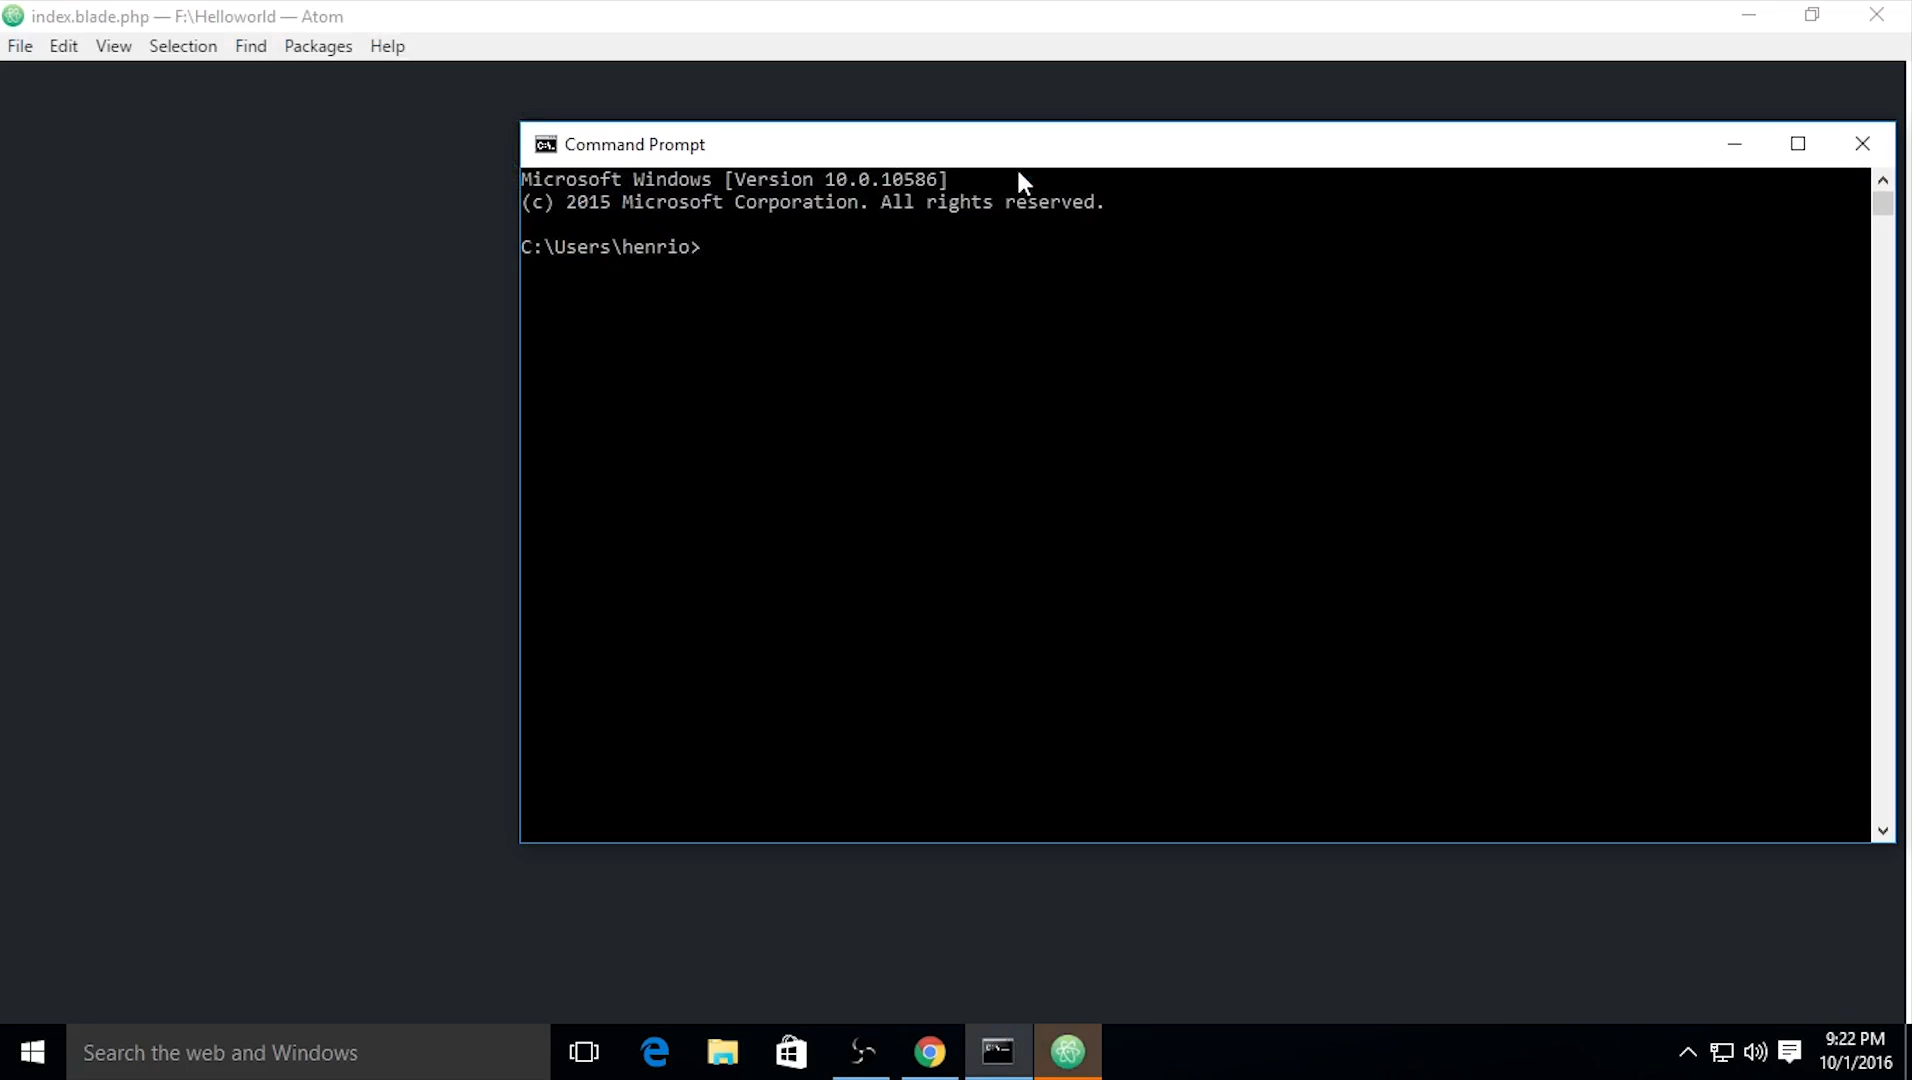 index.blade.php — F:\Helloworld — Atom
File Edit View Selection Find Packages Help
Command Prompt
Microsoft Windows [Version 10.0.10586]
(c) 2015 Microsoft Corporation. All rights reserved.
C:\Users\henrio>
Search the web and Windows
9:22 PM
10/1/2016